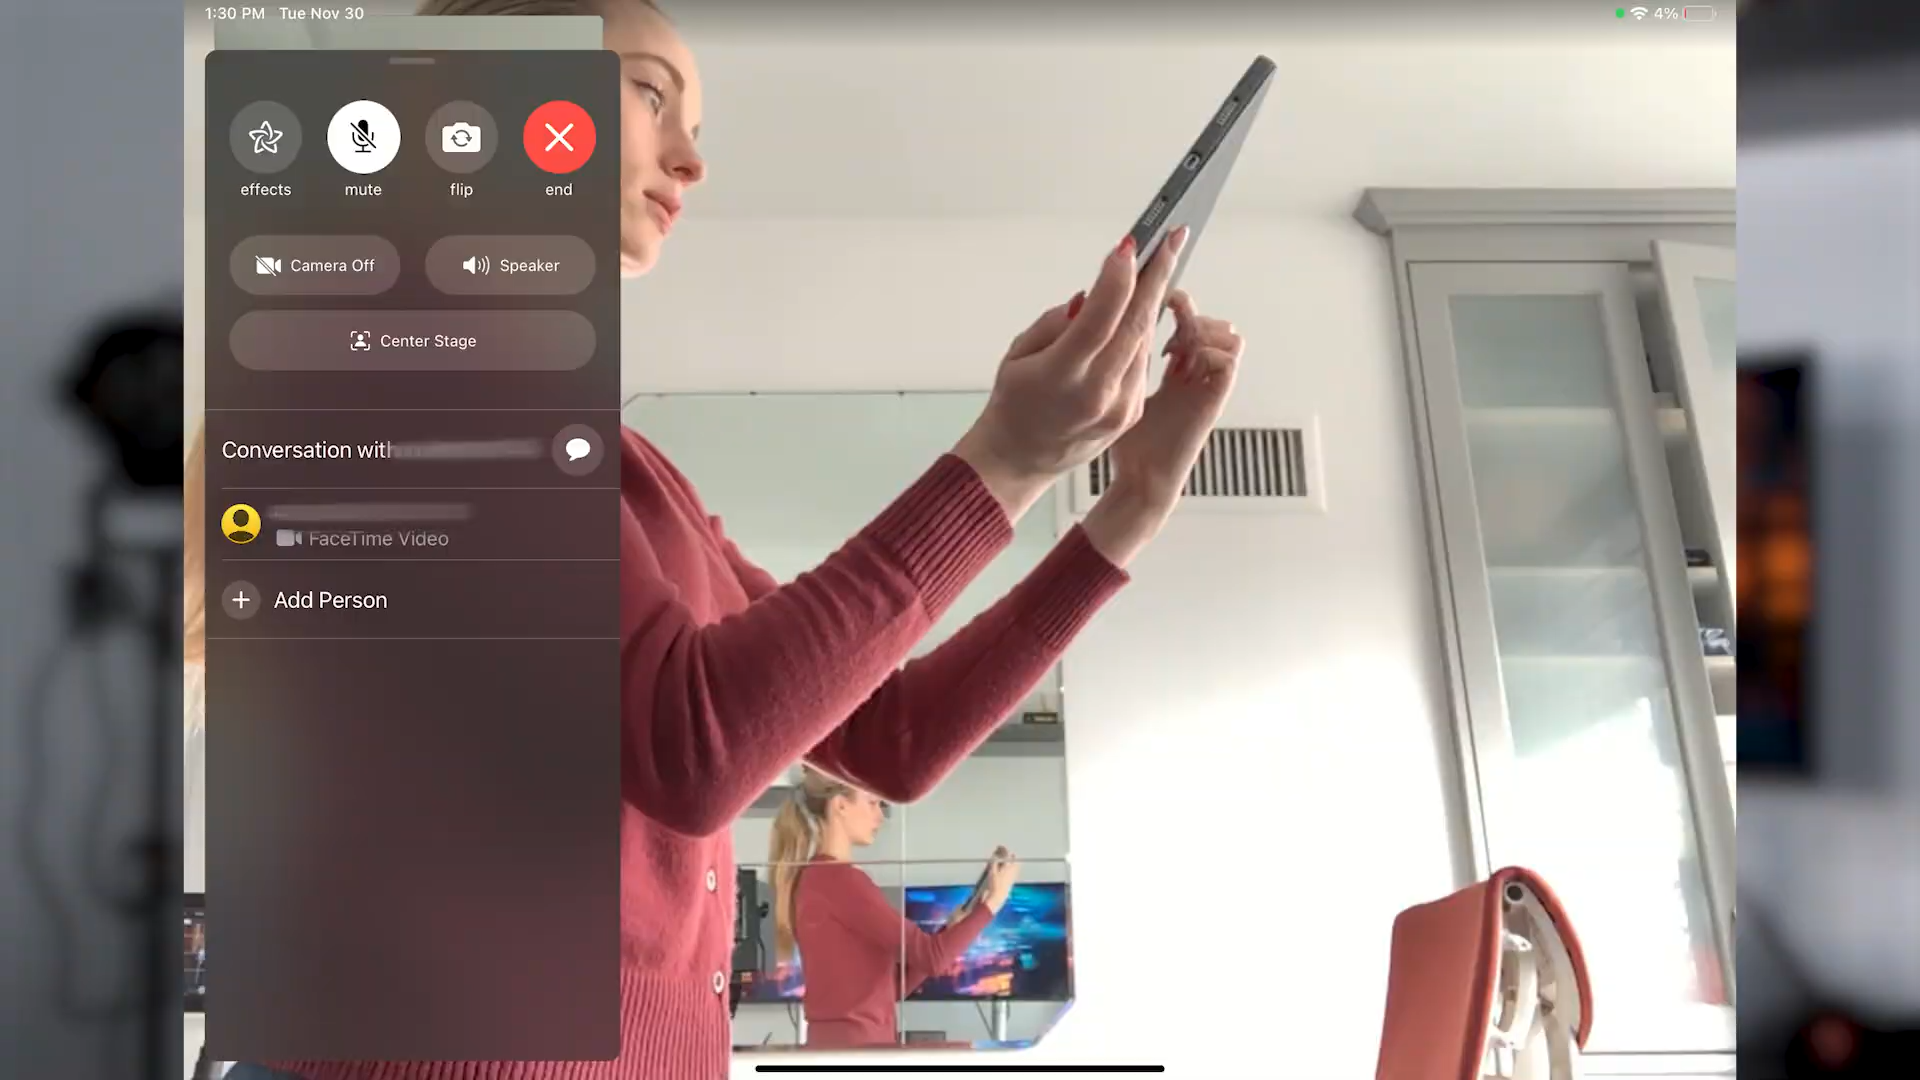 1:30 PM Tue Nov 30
4%
effects mute flip end
Camera Off Speaker
Center Stage
Conversation with
FaceTime Video
Add Person